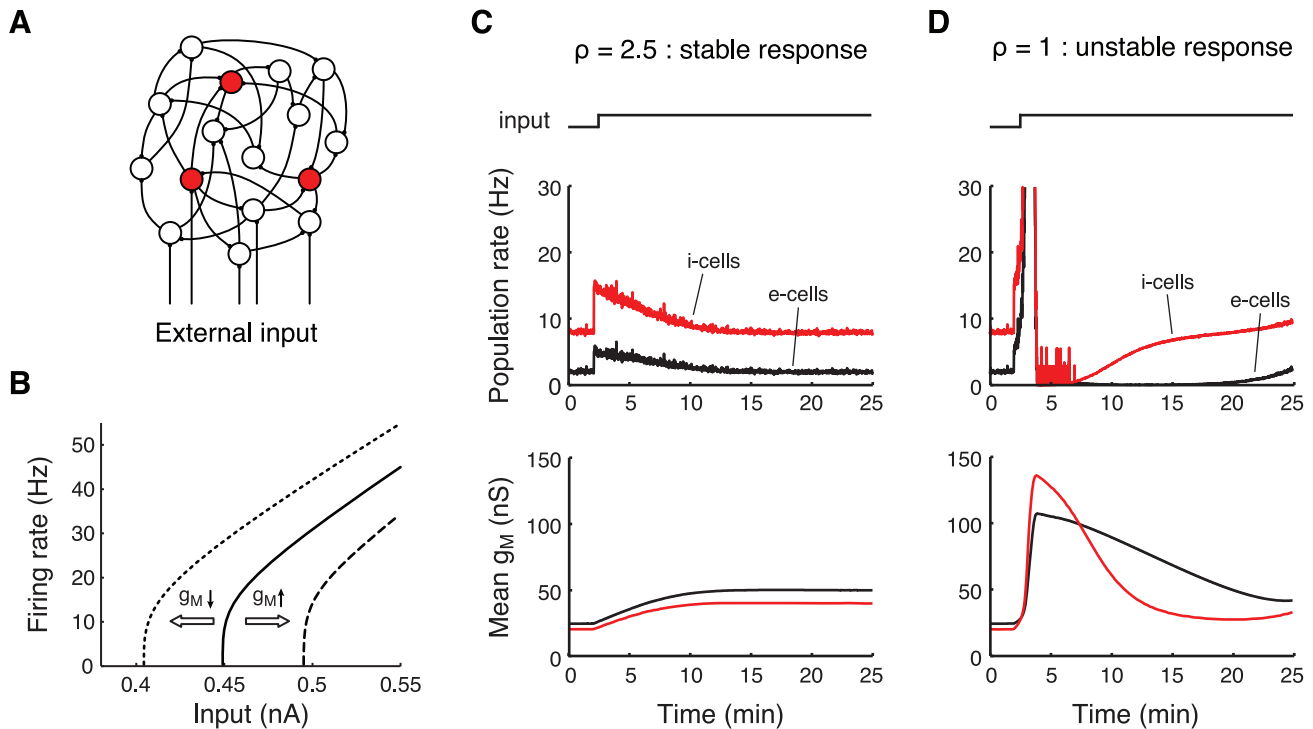 A
External input
B
Firing rate (Hz)
50
40
30
20
10
0
gM↓
gM↑
0.4
0.45
0.5
0.55
Input (nA)
C
ρ = 2.5 : stable response
input
Population rate (Hz)
30
20
10
0
i-cells
e-cells
0
5
10
15
20
25
Mean gM (nS)
150
100
50
0
0
5
10
15
20
25
Time (min)
D
ρ = 1 : unstable response
30
20
10
0
i-cells
e-cells
0
5
10
15
20
25
150
100
50
0
0
5
10
15
20
25
Time (min)